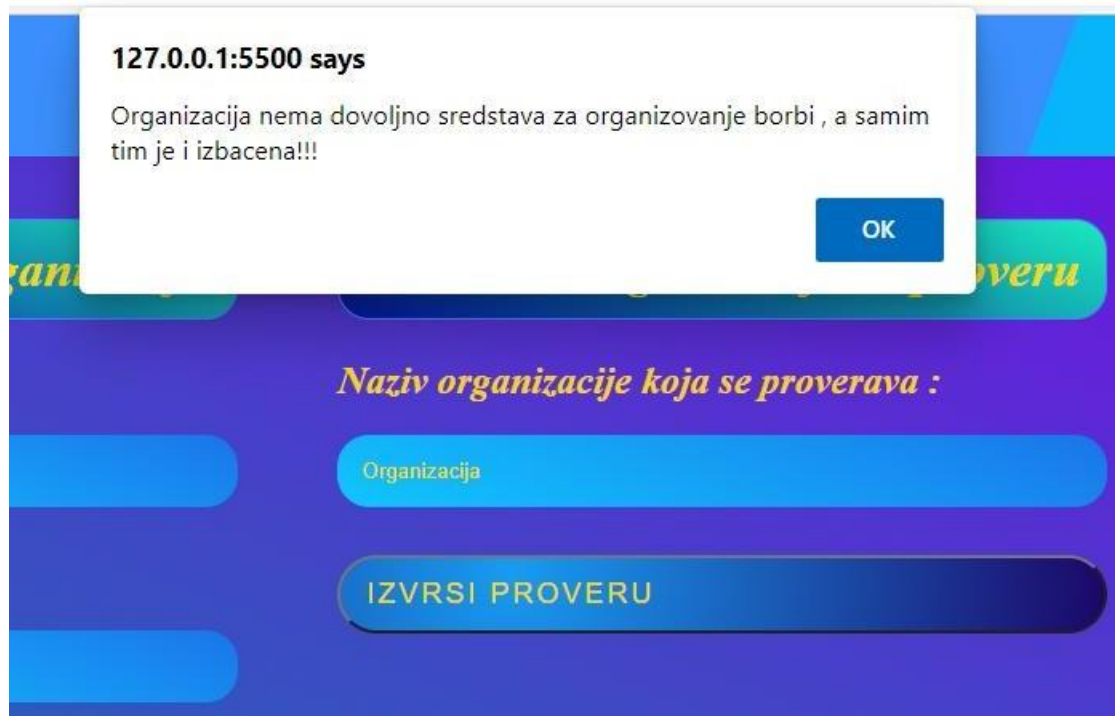 127.0.0.1:5500 says
Organizacija nema dovoljno sredstava za organizovanje borbi , a samim
tim je i izbacena!!!
OK
Naziv organizacije koja se proverava :
Organizacija
IZVRSI PROVERU